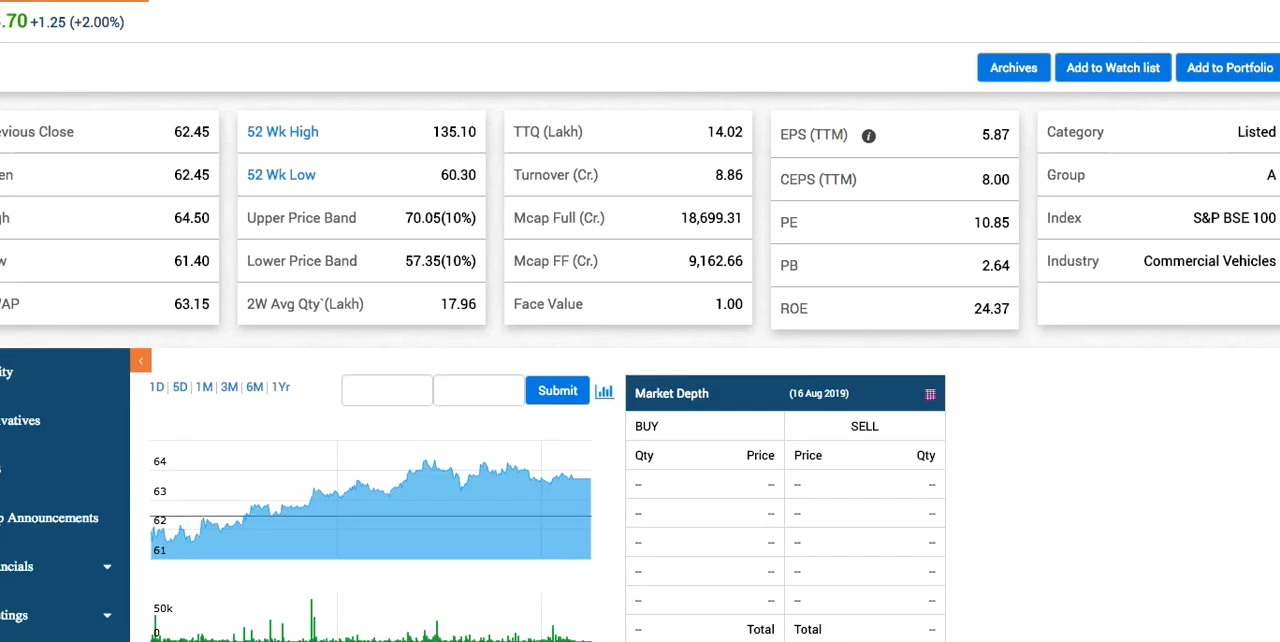 .70 +1.25 (+2.00%)
Archives Add to Watch list Add to Portfolio
evious Close 62.45 52 Wk High 135.10 TTQ (Lakh) 14.02 EPS (TTM) i 5.87 Category Listed
en 62.45 52 Wk Low 60.30 Turnover (Cr.) 8.86 CEPS (TTM) 8.00 Group A
gh 64.50 Upper Price Band 70.05(10%) Mcap Full (Cr.) 18,699.31 PE 10.85 Index S&P BSE 100
w 61.40 Lower Price Band 57.35(10%) Mcap FF (Cr.) 9,162.66 PB 2.64 Industry Commercial Vehicles
AP 63.15 2W Avg Qty`(Lakh) 17.96 Face Value 1.00 ROE 24.37
ity
vatives
s
p Announcements
ncials
tings
1D | 5D | 1M | 3M | 6M | 1Yr Submit
64
63
62
61
50k
0
Market Depth (16 Aug 2019)
BUY SELL
Qty Price Price Qty
-- -- -- --
-- -- -- --
-- -- -- --
-- -- -- --
-- -- -- --
-- Total Total --